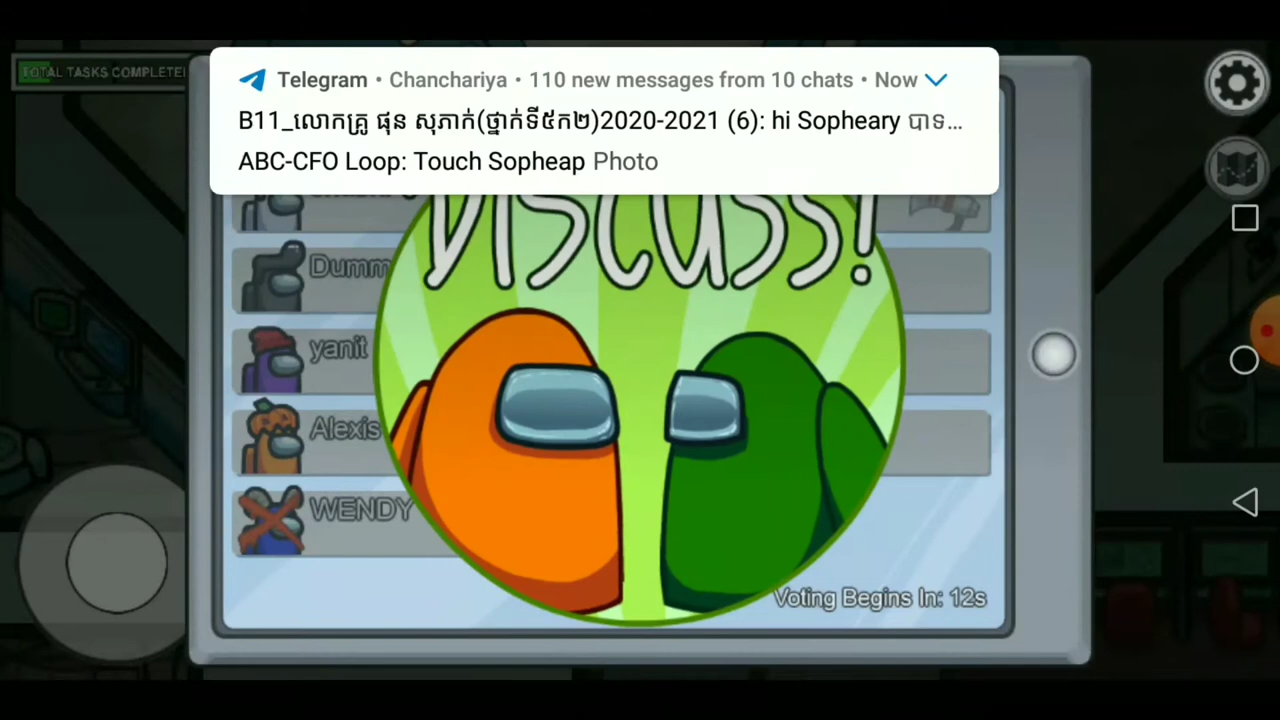 Telegram • Chanchariya • 110 new messages from 10 chats • Now
B11_លោកគ្រូ ផុន សុភាក់(ថ្នាក់ទី៥ក២)2020-2021 (6): hi Sopheary បាទ...
ABC-CFO Loop: Touch Sopheap Photo
TOTAL TASKS COMPLETE
DISCUSS!
Dumm
yanit
Alexis
WENDY
Voting Begins In: 12s